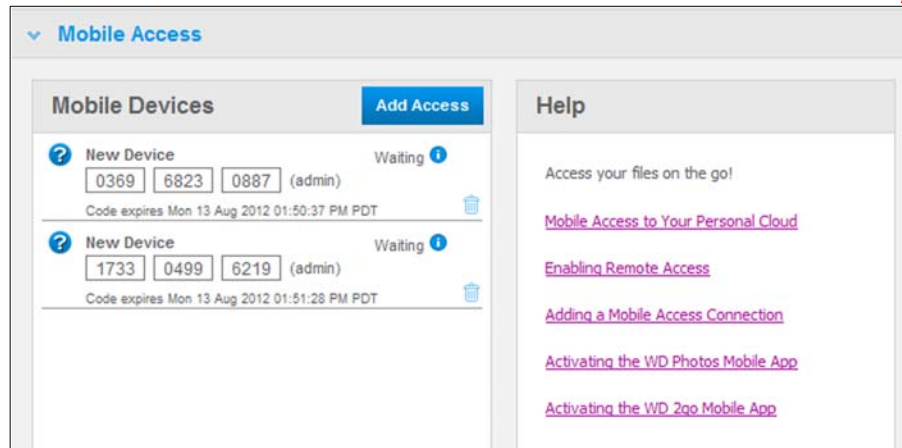 Mobile Access
Mobile Devices
Add Access
? New Device
Waiting i
0369 6823 0887 (admin)
Code expires Mon 13 Aug 2012 01:50:37 PM PDT
? New Device
Waiting i
1733 0499 6219 (admin)
Code expires Mon 13 Aug 2012 01:51:28 PM PDT
Help
Access your files on the go!
Mobile Access to Your Personal Cloud
Enabling Remote Access
Adding a Mobile Access Connection
Activating the WD Photos Mobile App
Activating the WD 2go Mobile App